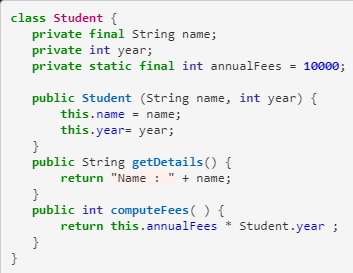 class Student {
    private final String name;
    private int year;
    private static final int annualFees = 10000;

    public Student (String name, int year) {
        this.name = name;
        this.year= year;
    }
    public String getDetails() {
        return "Name : " + name;
    }
    public int computeFees( ) {
        return this.annualFees * Student.year ;
    }
}